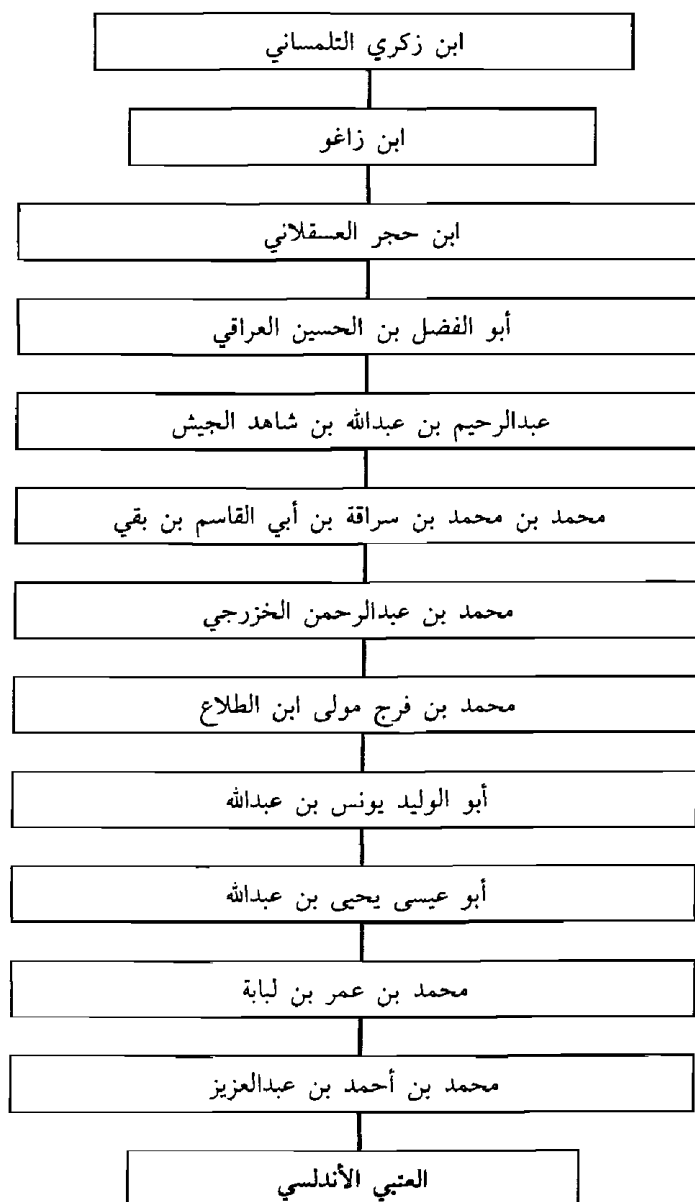 ابن زكري التلمساني
ابن زاغو
ابن حجر العسقلاني
أبو الفضل بن الحسين العراقي
عبدالرحيم بن عبدالله بن شاهد الجيش
محمد بن محمد بن سراقة بن أبي القاسم بن بقي
محمد بن عبدالرحمن الخزرجي
محمد بن فرج مولى ابن الطلاع
أبو الوليد يونس بن عبدالله
أبو عيسى يحيى بن عبدالله
محمد بن عمر بن لبابة
محمد بن أحمد بن عبدالعزيز
العتبي الأندلسي